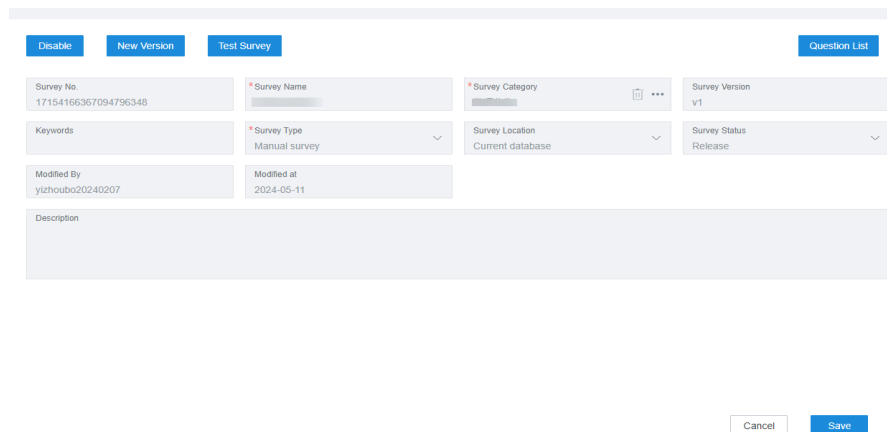 Disable New Version Test Survey Question List
Survey No. *Survey Name *Survey Category Survey Version
17154166367094796348 v1
Keywords *Survey Type Survey Location Survey Status
Manual survey Current database Release
Modified By Modified at
yizhoubo20240207 2024-05-11
Description
Cancel Save